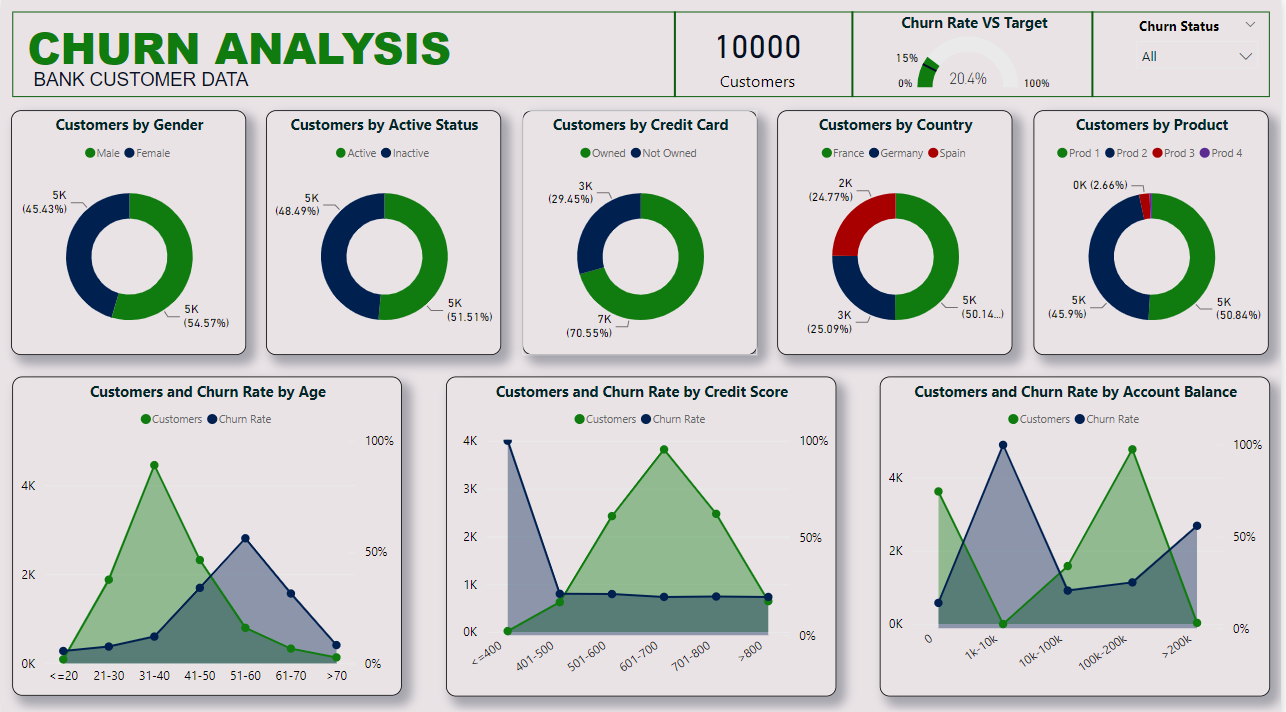 CHURN ANALYSIS
BANK CUSTOMER DATA
10000
Customers
Churn Rate VS Target
15%
0%
20.4%
100%
Churn Status
All
Customers by Gender
Male Female
5K
(45.43%)
5K
(54.57%)
Customers by Active Status
Active Inactive
5K
(48.49%)
5K
(51.51%)
Customers by Credit Card
Owned Not Owned
3K
(29.45%)
7K
(70.55%)
Customers by Country
France Germany Spain
2K
(24.77%)
3K
(25.09%)
5K
(50.14...)
Customers by Product
Prod 1 Prod 2 Prod 3 Prod 4
0K (2.66%)
5K
(45.9%)
5K
(50.84%)
Customers and Churn Rate by Age
Customers Churn Rate
4K
2K
0K
100%
50%
0%
<=20 21-30 31-40 41-50 51-60 61-70 >70
Customers and Churn Rate by Credit Score
Customers Churn Rate
4K
3K
2K
1K
0K
100%
50%
0%
<=400 401-500 501-600 601-700 701-800 >800
Customers and Churn Rate by Account Balance
Customers Churn Rate
4K
2K
0K
100%
50%
0%
0 1k-10k 10k-100k 100k-200k >200k